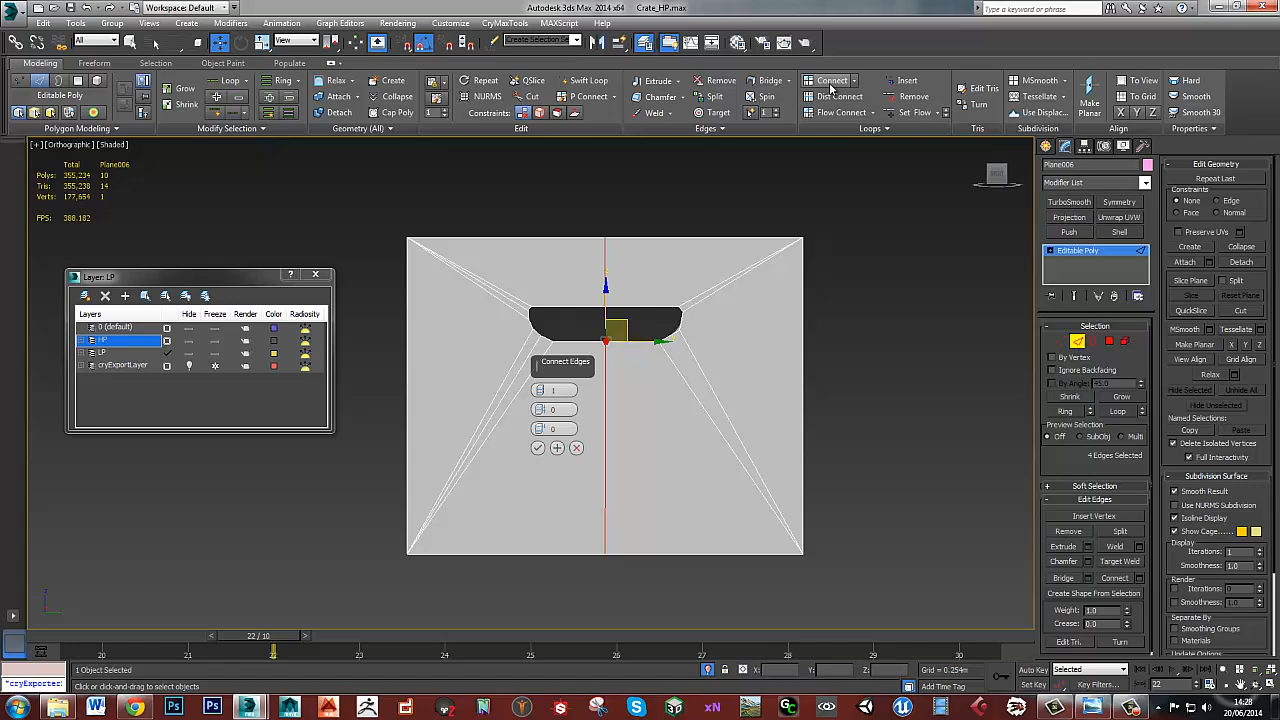 Workspace: Default
Autodesk 3ds Max 2014 x64
Crate_HP.max
Type a keyword or phrase
Edit Tools Group Views Create Modifiers Animation Graph Editors Rendering Customize CryMaxTools MAXScript Help
All
View
Create Selection Se
Modeling Freeform Selection Object Paint Populate
Grow Loop Ring Relax Create Repeat QSlice Swift Loop Extrude Remove Bridge Connect Insert MSmooth To View Hard
Edit Tris
Editable Poly Shrink Attach Collapse NURMS Cut P Connect Chamfer Split Spin Dist Connect Remove Tessellate To Grid Smooth
Turn
Make Planar
Detach Cap Poly 1 Constraints: Weld Target 1 Flow Connect Set Flow Use Displac... X Y Z Smooth 30
Polygon Modeling Modify Selection Geometry (All) Edit Edges Loops Tris Subdivision Align Properties
[+] [Orthographic] [Shaded]
Total Plane006
Polys: 355,234 10
Tris: 355,238 14
Verts: 177,654 1
FPS: 388.182
Layer: LP
Layers Hide Freeze Render Color Radiosity
0 (default)
HP
LP
cryExportLayer
Connect Edges
1
0
0
Plane006
Modifier List
TurboSmooth Symmetry
Projection Unwrap UVW
Push Shell
Editable Poly
Selection
By Vertex
Ignore Backfacing
By Angle: 45.0
Shrink Grow
Ring Loop
Preview Selection
Off SubObj Multi
4 Edges Selected
Soft Selection
Edit Edges
Insert Vertex
Remove Split
Extrude Weld
Chamfer Target Weld
Bridge Connect
Create Shape From Selection
Weight: 1.0
Crease: 0.0
Edit Tri. Turn
Edit Geometry
Repeat Last
Constraints
None Edge
Face Normal
Preserve UVs
Create Collapse
Attach Detach
Slice Plane Split
Slice Reset Plane
QuickSlice Cut
MSmooth Tessellate
Make Planar X Y Z
View Align Grid Align
Relax
Hide Selected Unhide All
Hide Unselected
Named Selections:
Copy Paste
Delete Isolated Vertices
Full Interactivity
Subdivision Surface
Smooth Result
Use NURMS Subdivision
Isoline Display
Show Cage......
Display
Iterations: 1
Smoothness: 1.0
Render
Iterations: 0
Smoothness: 1.0
Separate By
Smoothing Groups
Materials
Update Options
22 / 10
20 21 22 23 24 25 26 27 28 29 30
"cryExporte
1 Object Selected
Click or click-and-drag to select objects
X: Y: Z: Grid = 0.254m
Add Time Tag
Auto Key Selected
Set Key Key Filters... 22
14:28
20/06/2014